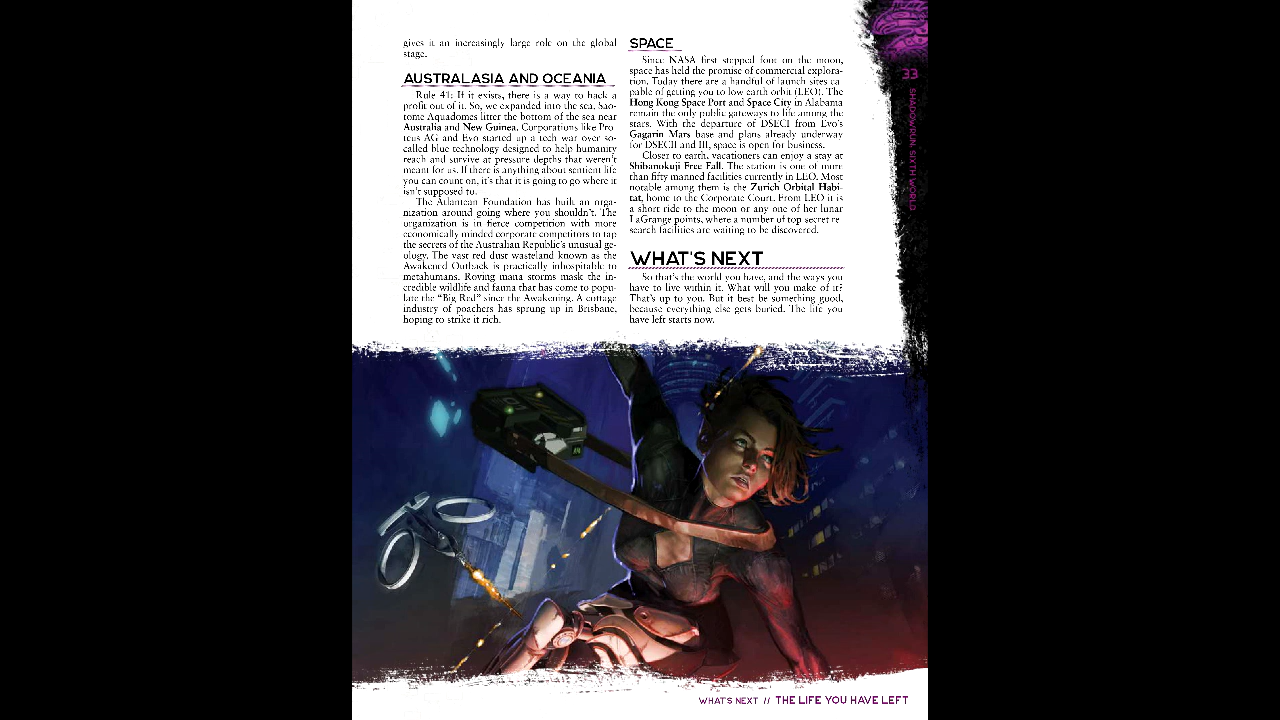 gives it an increasingly large role on the global
stage.
AUSTRALASIA AND OCEANIA
Rule 41: If it exists, there is a way to hack a
profit out of it. So, we expanded into the sea. Sao-
tome Aquadomes litter the bottom of the sea near
Australia and New Guinea. Corporations like Pro-
teus AG and Evo started up a race to discover so-
called blue technology designed to help humanity
reach and survive pressure depths that weren't
meant for us. If there is anything about sentient life
you can count on, it's that it is going to go where it
isn't supposed to.
The Atlantean Foundation has built an orga-
nization around going where you shouldn't. The
organization is in fierce competition with more
economically minded corporate competitors to tap
the secrets of the Australian Republic's unusual ge-
ology. The vast red dust wasteland known as the
Awakened Outback is practically inhospitable to
metahumans. Roving mana storms mask the in-
credible wildlife and fauna that has come to popu-
late the "Big Red" since the Awakening. A cottage
industry of poachers has sprung up in Brisbane,
hoping to strike it rich.
SPACE
Since NASA first stepped foot on the moon,
space has held the promise of commercial explora-
tion. Today there are a handful of launch sites ca-
pable of getting you to low earth orbit (LEO). The
Hong Kong Space Port and Space City in Alabama
remain the only public gateways to life among the
stars. With the departure of DSECI from Evo's
Gagarin Mars base and plans already underway
for DSECII and III, space is open for business.
Closer to earth, vacationers can enjoy a stay at
Shibanokuji Free Fall. The station is one of more
than fifty manned facilities currently in LEO. Most
notable among them is the Zurich Orbital Habi-
tat, home to the Corporate Court. From LEO it is
a short ride to the moon or any one of her lunar
LaGrange points, where a number of top secret re-
search facilities are waiting to be discovered.
WHAT'S NEXT
So that's the world you have, and the ways you
have to live within it. What will you make of it?
That's up to you. But it best be something good,
because everything else gets buried. The life you
have left starts now.
33
SHADOWRUN: SIXTH WORLD
WHAT'S NEXT // THE LIFE YOU HAVE LEFT